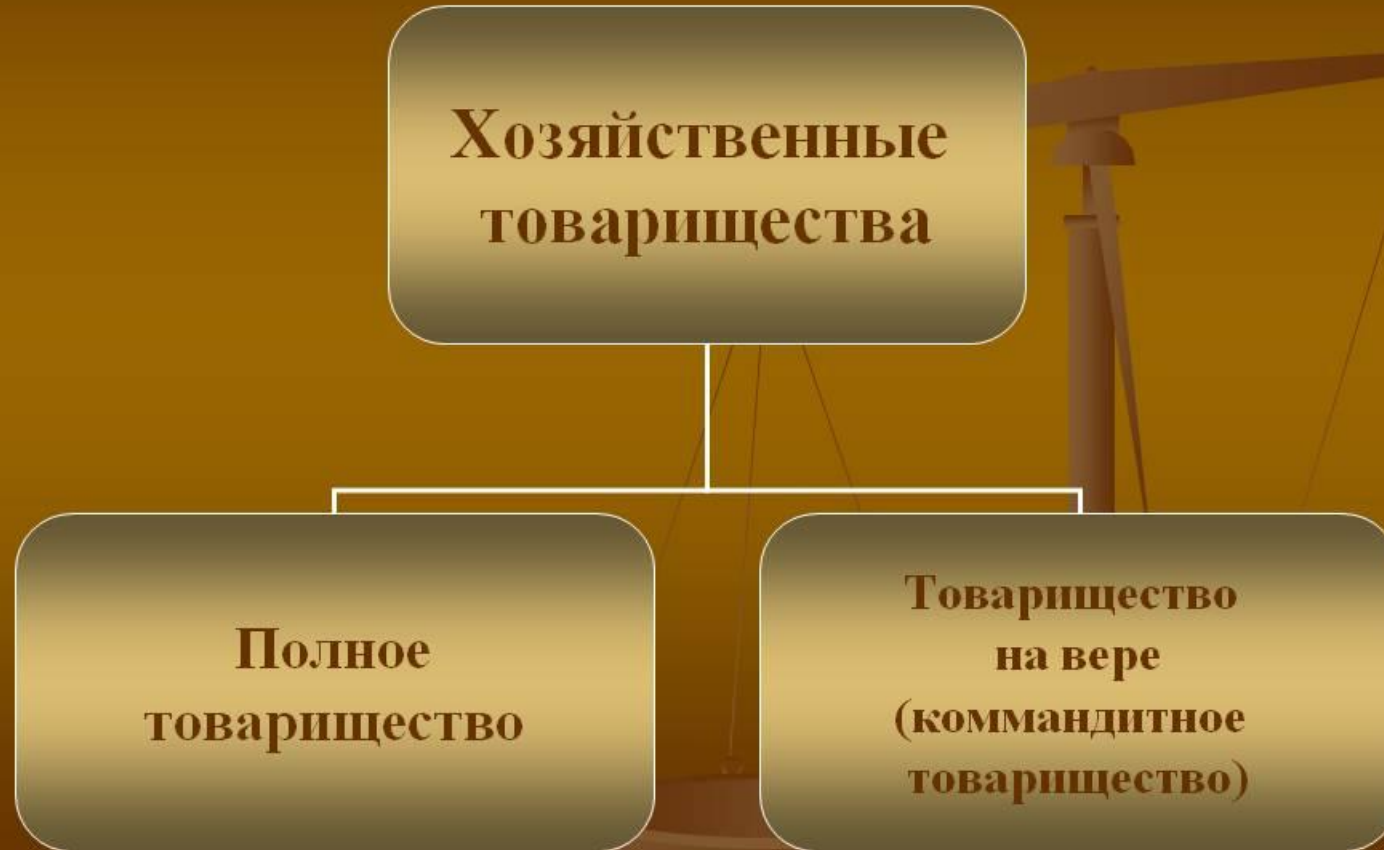 Хозяйственные
товарищества
Полное
товарищество
Товарищество
на вере
(коммандитное
товарищество)